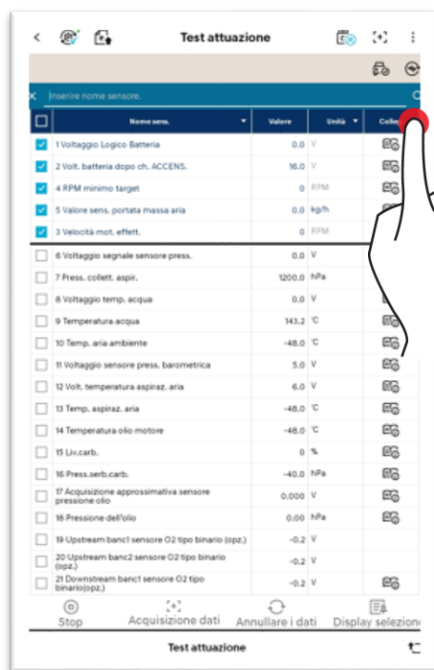 Test attuazione
Inserire nome sensore.
Nome sens. Valore Unità
1 Voltaggio Logico Batteria 0.0 V
2 Volt. batteria dopo ch. ACCENS. 16.0 V
4 RPM minimo target 0 RPM
5 Valore sens. portata massa aria 0.0 kg/h
3 Velocità mot. effett. 0 RPM
6 Voltaggio segnale sensore press. 0.0 V
7 Press. collett. aspir. 1200.0 hPa
8 Voltaggio temp. acqua 0.0 V
9 Temperatura acqua 143.2 °C
10 Temp. aria ambiente -48.0 °C
11 Voltaggio sensore press. barometrica 5.0 V
12 Volt. temperatura aspiraz. aria 6.0 V
13 Temp. aspiraz. aria -48.0 °C
14 Temperatura olio motore -48.0 °C
15 Liv.carb. 0 %
16 Press.serb.carb. -40.0 hPa
17 Acquisizione approssimativa sensore
pressione olio 0.000 V
18 Pressione dell'olio 0.00 hPa
19 Upstream banc1 sensore O2 tipo binario (opz.) -0.2 V
20 Upstream banc2 sensore O2 tipo binario
(opz.) -0.2 V
21 Downstream banc1 sensore O2 tipo
binario(opz.) -0.2 V
Stop Acquisizione dati Annullare i dati Display selezion
Test attuazione